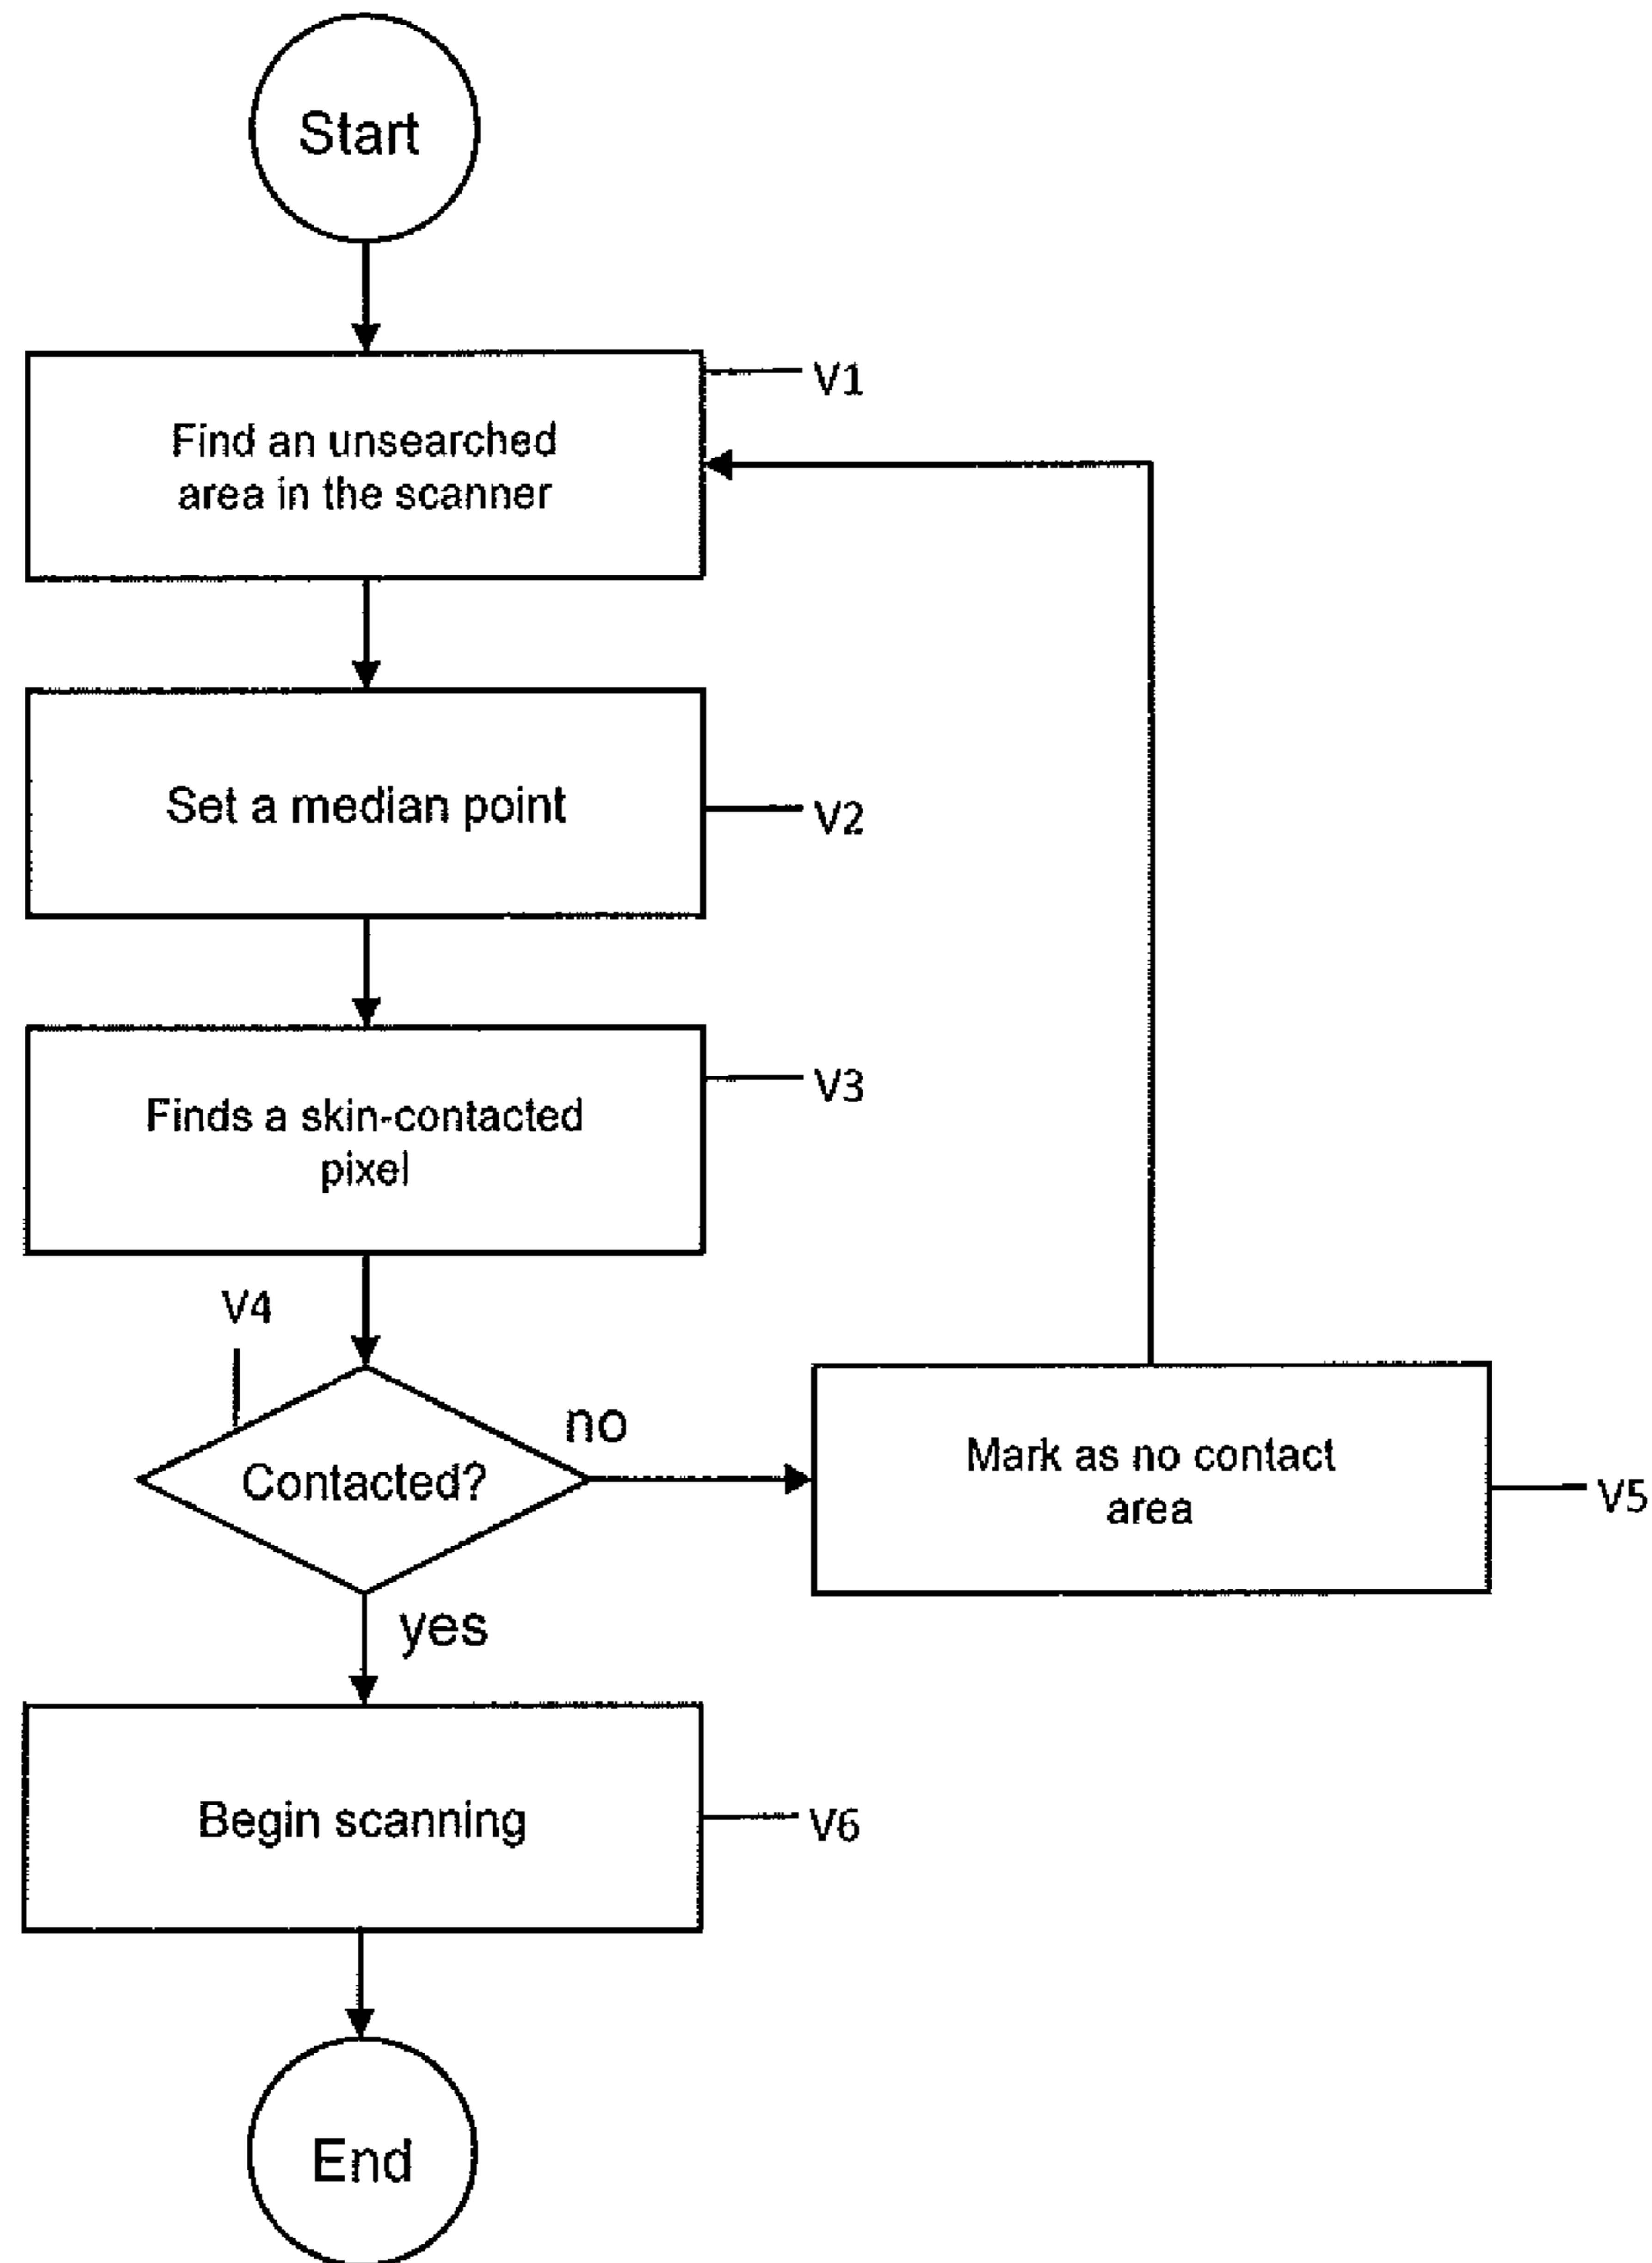 Start
V1
Find an unsearched
area in the scanner
Set a median point
V2
V3
Finds a skin-contacted
pixel
V4
no
Contacted?
Mark as no contact
area
V5
yes
Begin scanning
V6
End